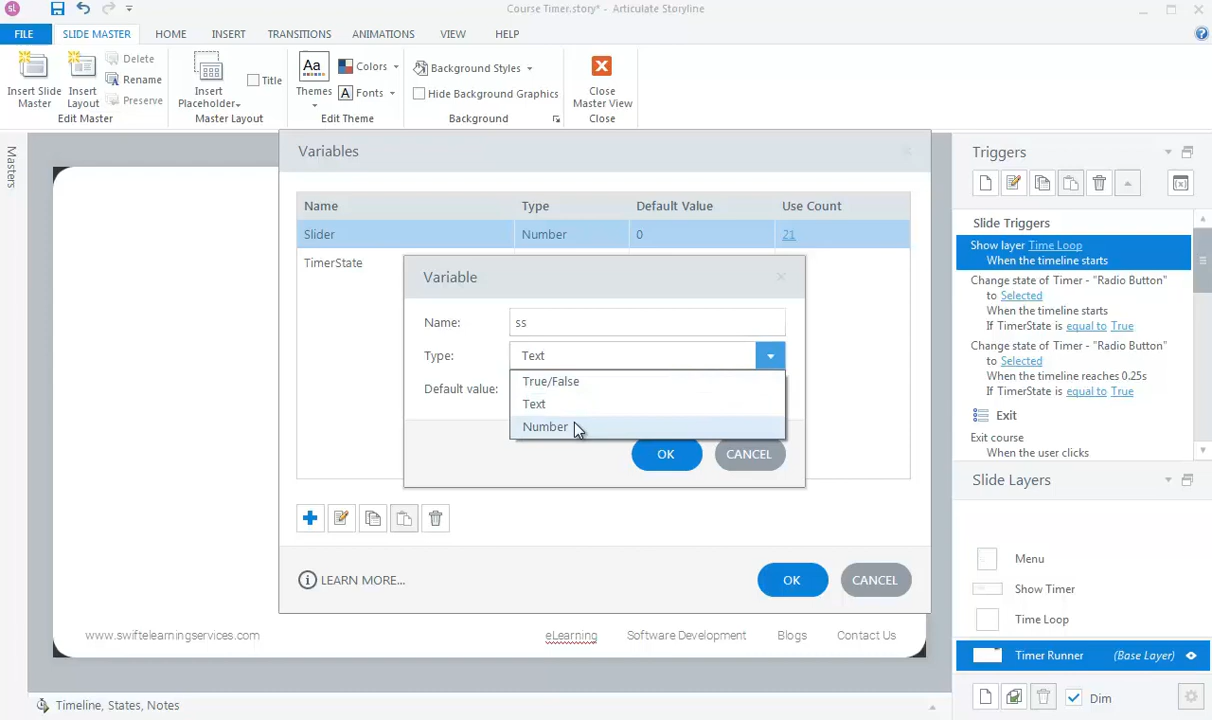 sl
Course Timer.story* - Articulate Storyline
FILE SLIDE MASTER HOME INSERT TRANSITIONS ANIMATIONS VIEW HELP
Insert Slide Master
Insert Layout
Delete
Rename
Preserve
Edit Master
Insert Placeholder
Title
Master Layout
Aa
Themes
Colors
A Fonts
Edit Theme
Background Styles
Hide Background Graphics
Background
Close Master View
Close
Masters
Variables
Name Type Default Value Use Count
Slider Number 0 21
TimerState
Variable
Name: ss
Type: Text
True/False
Text
Number
Default value:
OK CANCEL
LEARN MORE...
OK CANCEL
www.swiftelearningservices.com eLearning Software Development Blogs Contact Us
Timeline, States, Notes
Triggers
(x)
Slide Triggers
Show layer Time Loop
When the timeline starts
Change state of Timer - "Radio Button"
to Selected
When the timeline starts
If TimerState is equal to True
Change state of Timer - "Radio Button"
to Selected
When the timeline reaches 0.25s
If TimerState is equal to True
Exit
Exit course
When the user clicks
Slide Layers
Menu
Show Timer
Time Loop
Timer Runner (Base Layer)
Dim